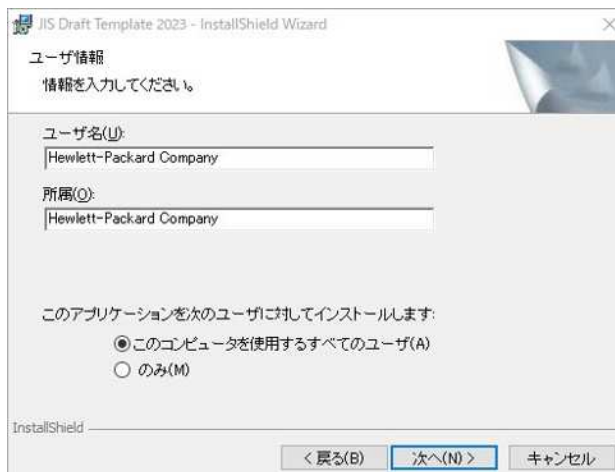 JIS Draft Template 2023 - InstallShield Wizard
ユーザ情報
情報を入力してください。
ユーザ名(U):
Hewlett-Packard Company
所属(O):
Hewlett-Packard Company
このアプリケーションを次のユーザに対してインストールします:
このコンピュータを使用するすべてのユーザ(A)
のみ(M)
InstallShield
< 戻る(B) 次へ(N) > キャンセル